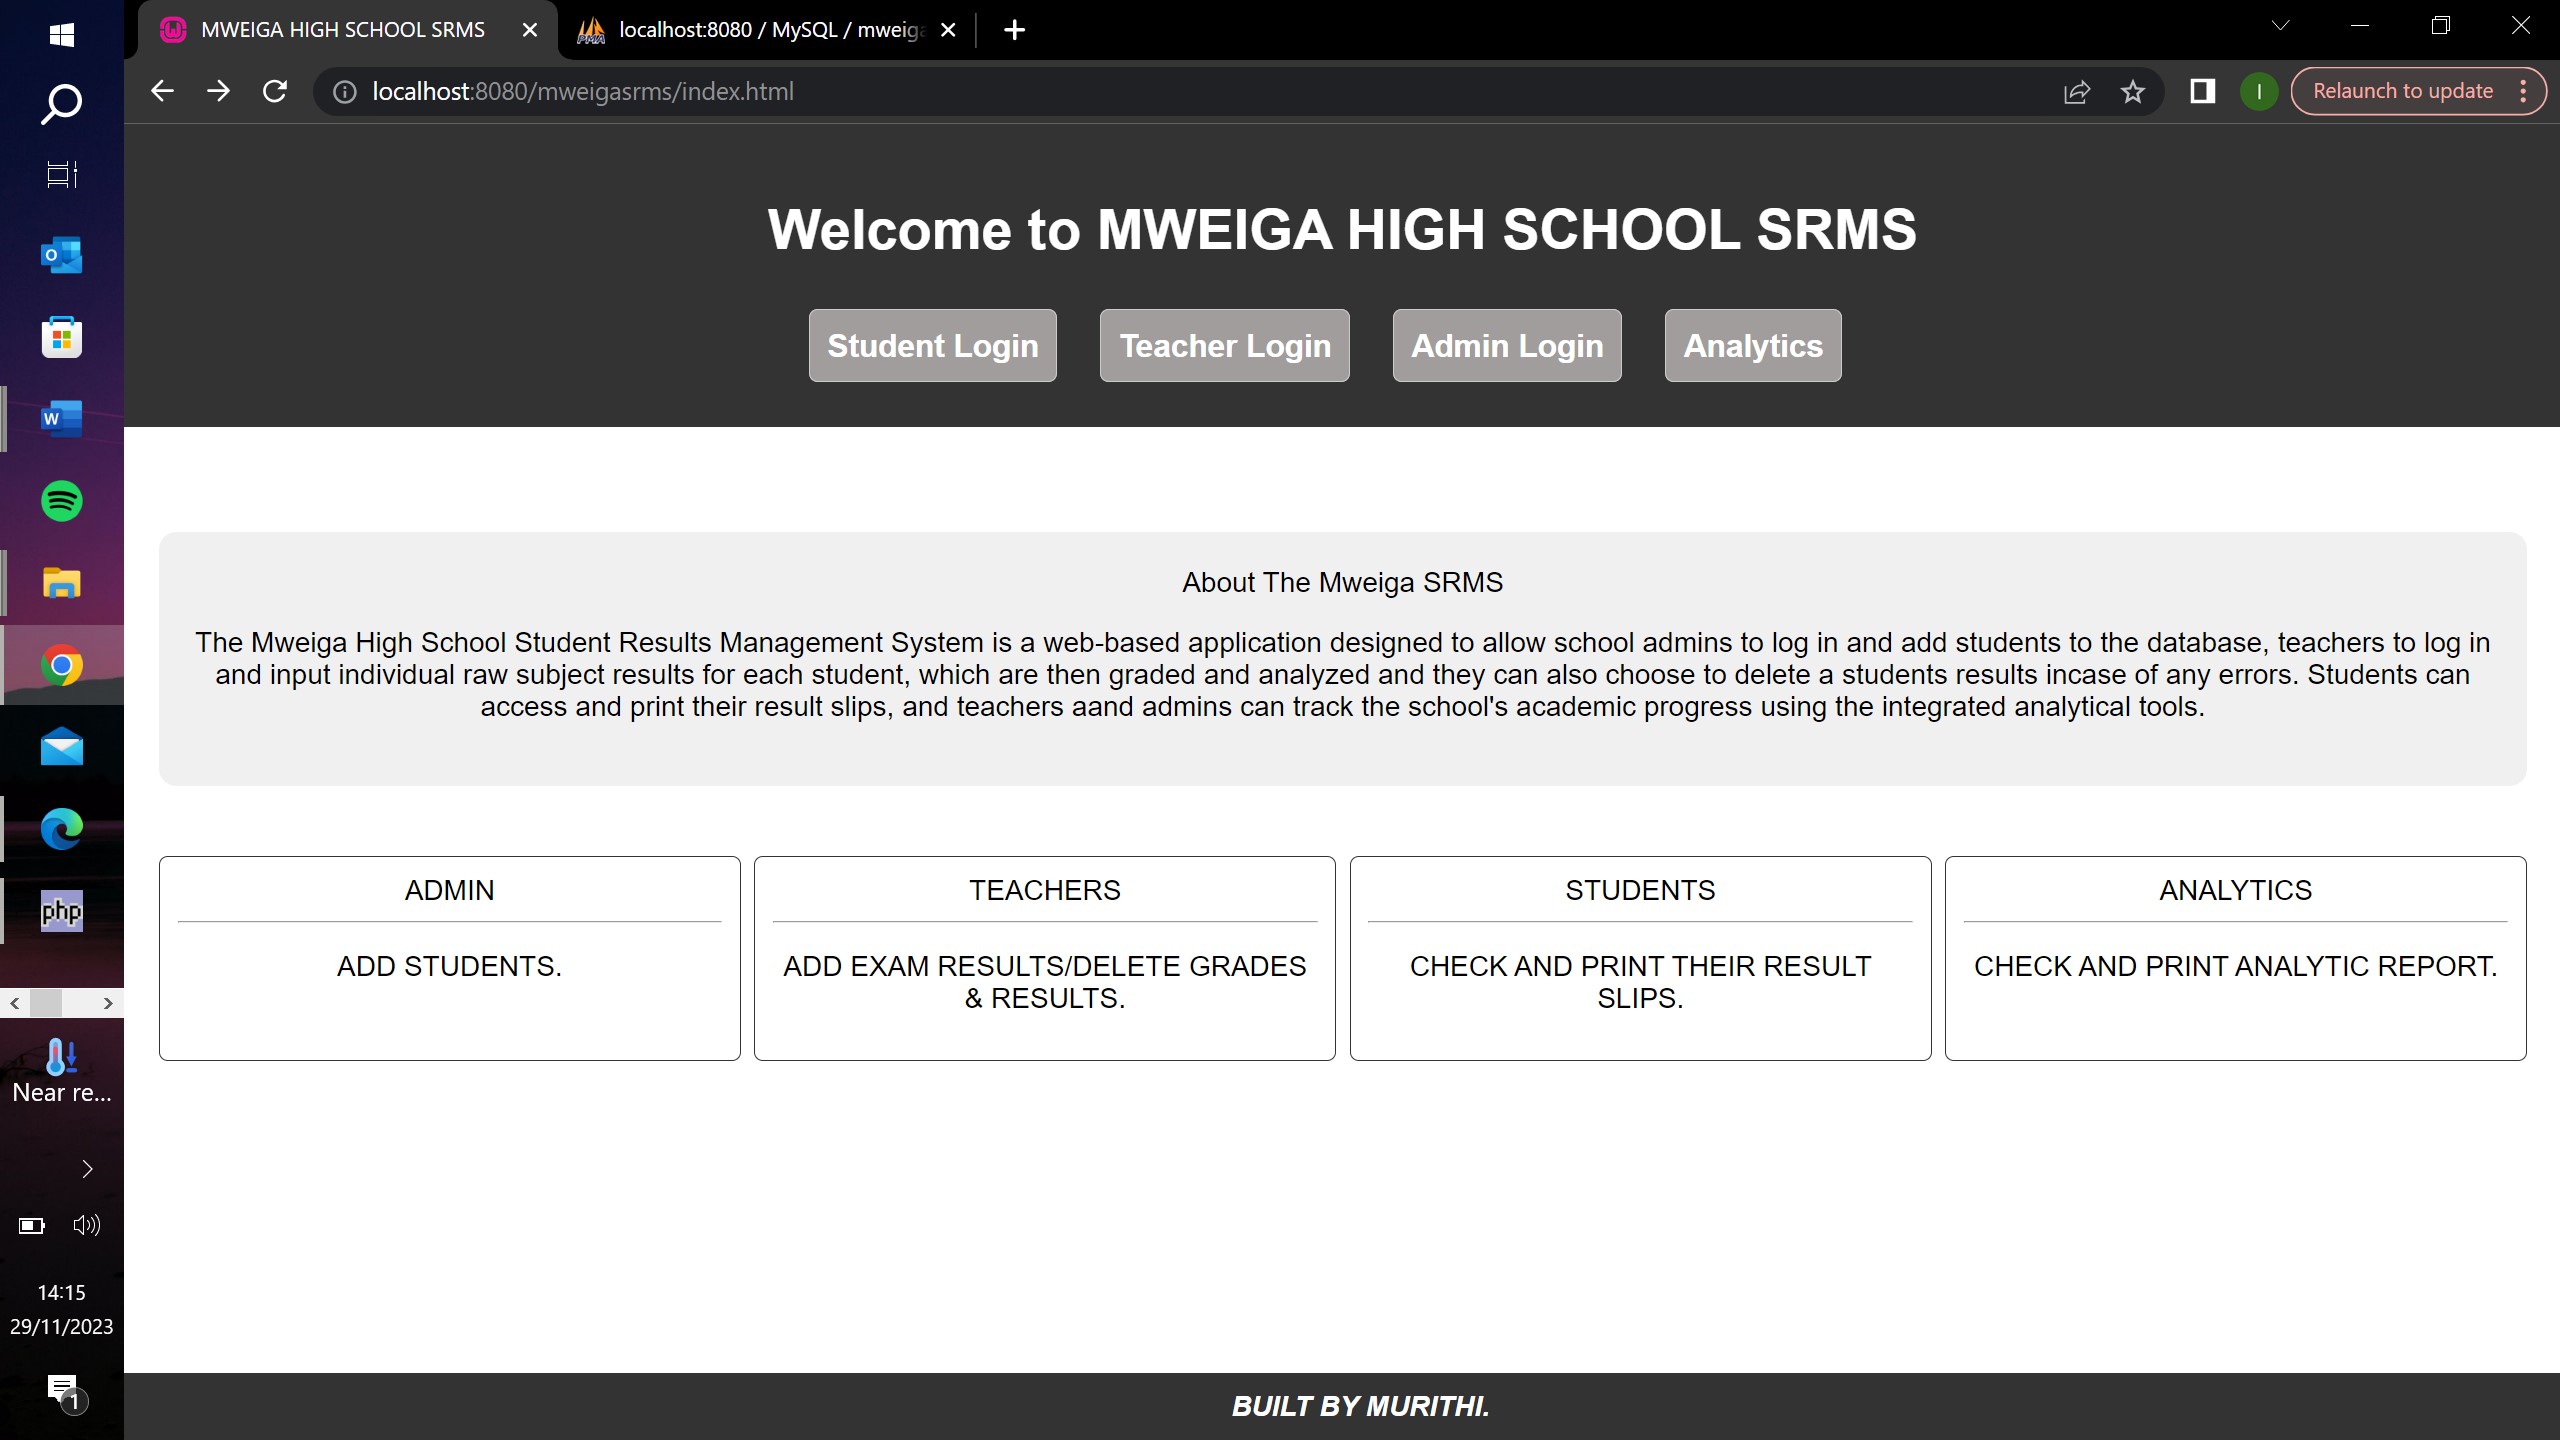 MWEIGA HIGH SCHOOL SRMS
localhost:8080 / MySQL / mweiga
localhost:8080/mweigasrms/index.html
Relaunch to update
Welcome to MWEIGA HIGH SCHOOL SRMS
Student Login
Teacher Login
Admin Login
Analytics
About The Mweiga SRMS
The Mweiga High School Student Results Management System is a web-based application designed to allow school admins to log in and add students to the database, teachers to log in
and input individual raw subject results for each student, which are then graded and analyzed and they can also choose to delete a students results incase of any errors. Students can
access and print their result slips, and teachers aand admins can track the school's academic progress using the integrated analytical tools.
ADMIN
ADD STUDENTS.
TEACHERS
ADD EXAM RESULTS/DELETE GRADES
& RESULTS.
STUDENTS
CHECK AND PRINT THEIR RESULT
SLIPS.
ANALYTICS
CHECK AND PRINT ANALYTIC REPORT.
BUILT BY MURITHI.
PMA
I
O
W
php
Near re...
14:15
29/11/2023
1